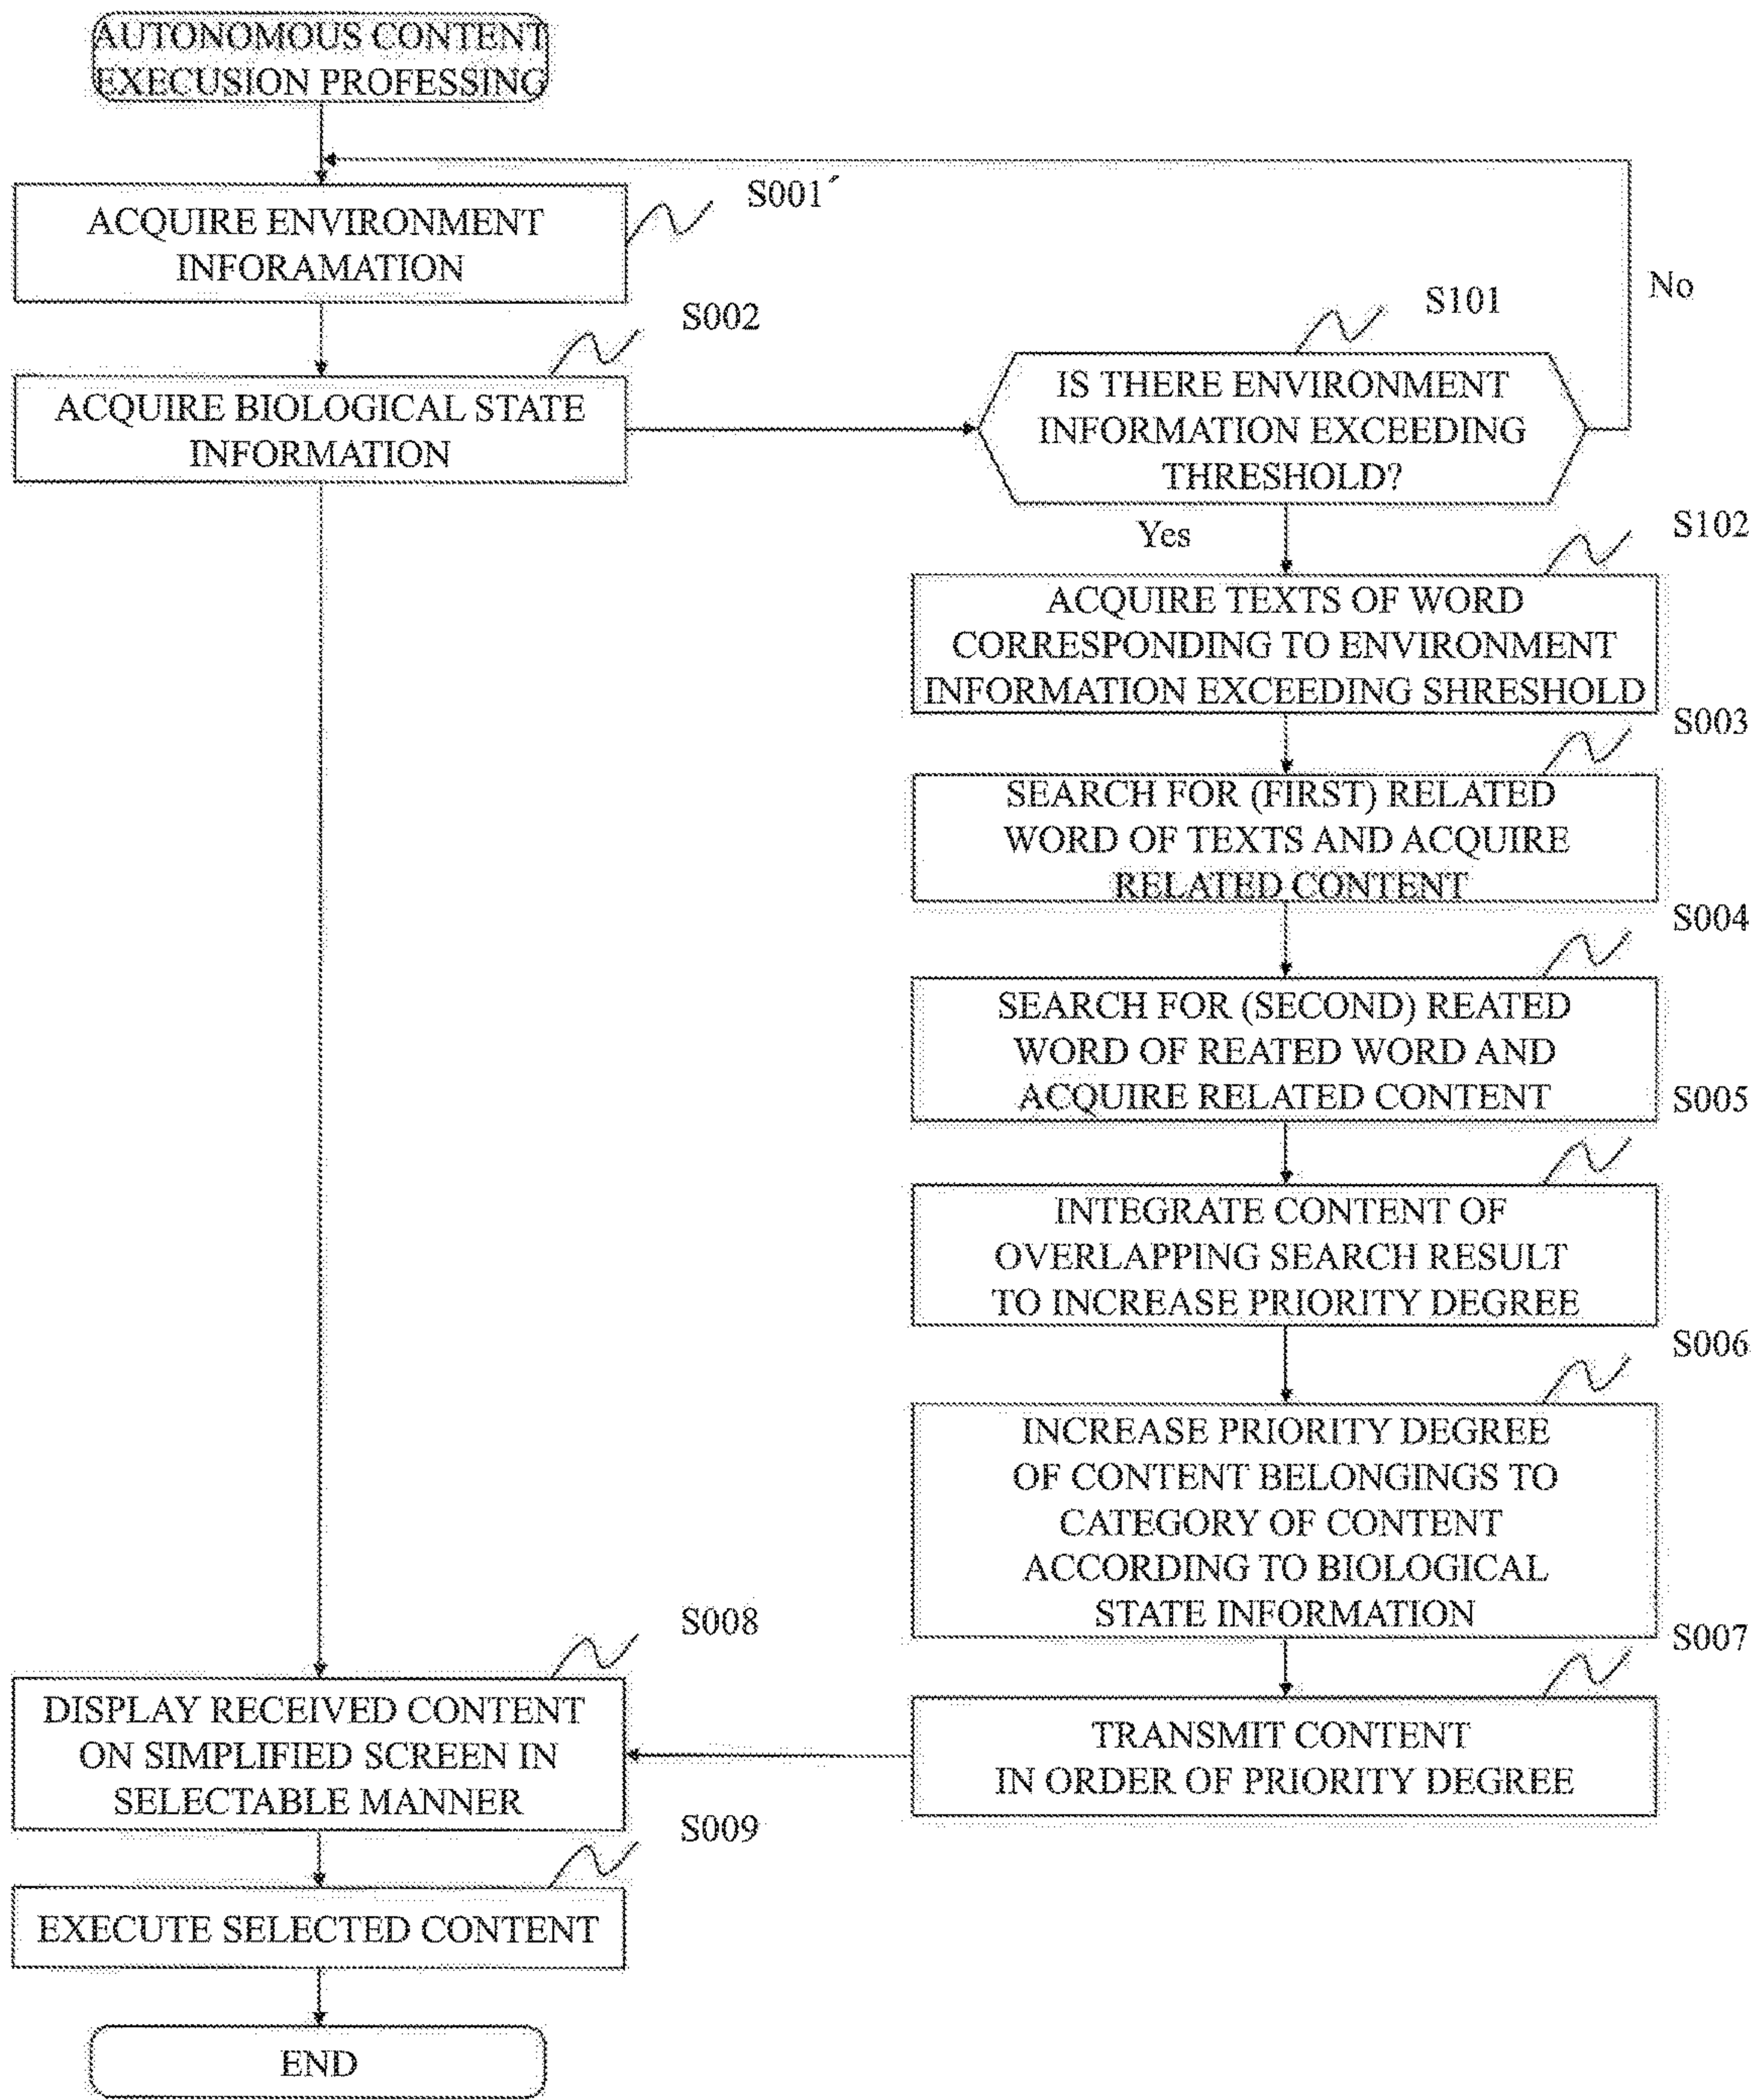 AUTONOMOUS CONTENT
EXECUSION PROFESSING
ACQUIRE ENVIRONMENT
INFORAMATION
S001´
ACQUIRE BIOLOGICAL STATE
INFORMATION
S002
IS THERE ENVIRONMENT
INFORMATION EXCEEDING
THRESHOLD?
S101
No
Yes
S102
ACQUIRE TEXTS OF WORD
CORRESPONDING TO ENVIRONMENT
INFORMATION EXCEEDING SHRESHOLD
S003
SEARCH FOR (FIRST) RELATED
WORD OF TEXTS AND ACQUIRE
RELATED CONTENT
S004
SEARCH FOR (SECOND) REATED
WORD OF REATED WORD AND
ACQUIRE RELATED CONTENT
S005
INTEGRATE CONTENT OF
OVERLAPPING SEARCH RESULT
TO INCREASE PRIORITY DEGREE
S006
INCREASE PRIORITY DEGREE
OF CONTENT BELONGINGS TO
CATEGORY OF CONTENT
ACCORDING TO BIOLOGICAL
STATE INFORMATION
S007
TRANSMIT CONTENT
IN ORDER OF PRIORITY DEGREE
S008
DISPLAY RECEIVED CONTENT
ON SIMPLIFIED SCREEN IN
SELECTABLE MANNER
S009
EXECUTE SELECTED CONTENT
END